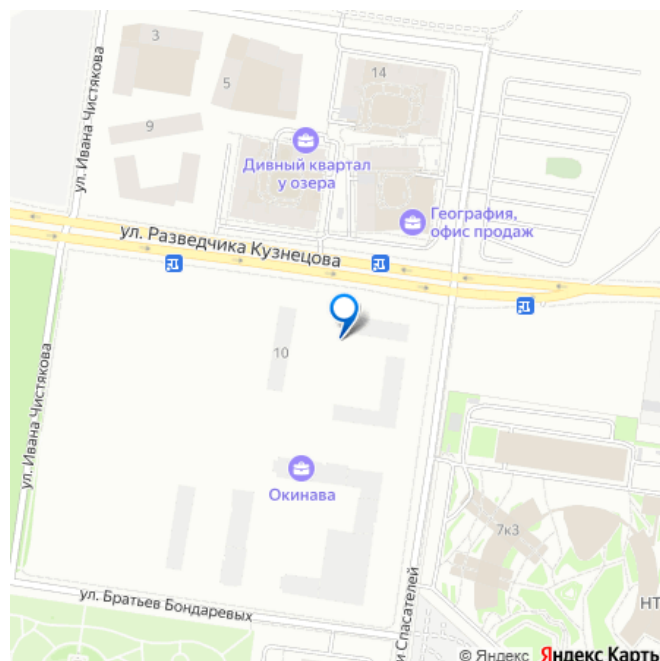 3
14
5
9
ул. Ивана Чистякова
Дивный квартал
у озера
География,
офис продаж
ул. Разведчика Кузнецова
10
ул. Ивана Чистякова
Окинава
7к3
ул. Братьев Бондаревых
и Спасателей
НТ
© Яндекс Яндекс Карты